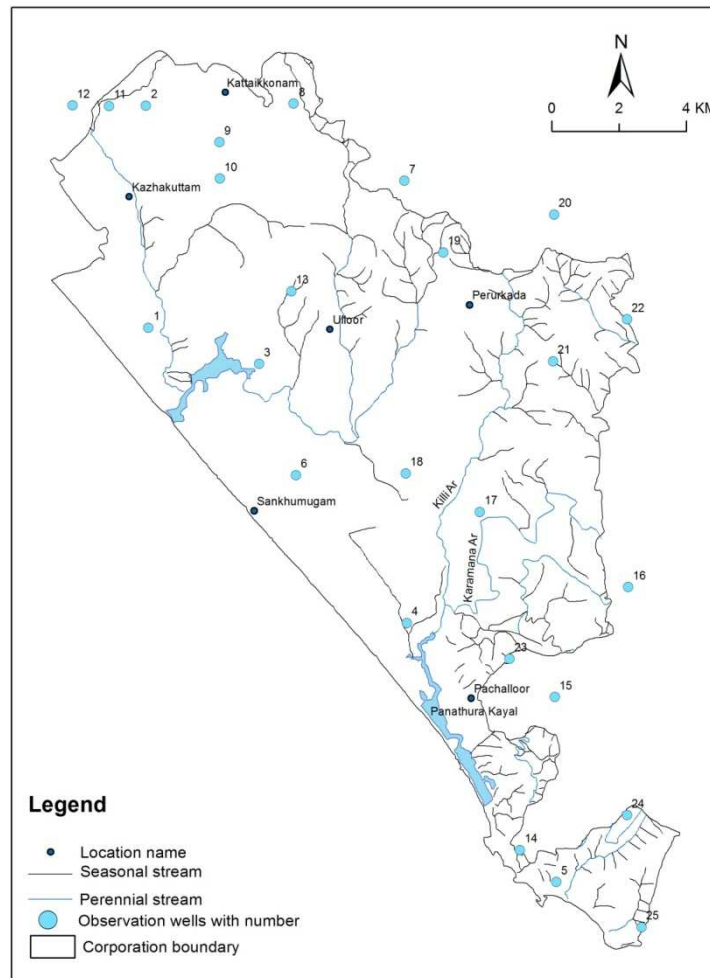 N
0 2 4 KM
Kattaikkonam
12
11
2
8
9
10
7
Kazhakuttam
20
19
13
Perurkada
22
1
Ulloor
3
21
6
18
Sankhumugam
Killi Ar
17
Karamana Ar
16
4
23
Pachalloor
15
Panathura Kayal
24
14
5
25
Legend
Location name
Seasonal stream
Perennial stream
Observation wells with number
Corporation boundary